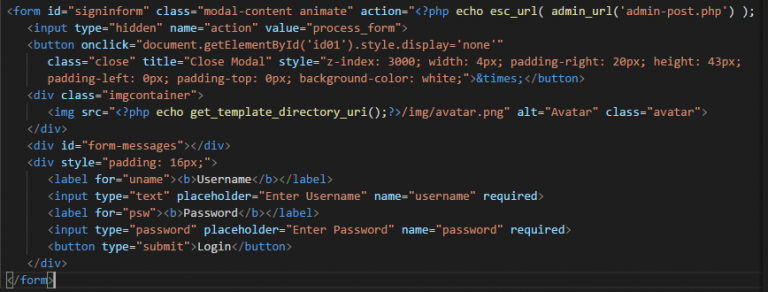 <form id="signinform" class="modal-content animate" action="<?php echo esc_url( admin_url('admin-post.php') );
<input type="hidden" name="action" value="process_form">
<button onclick="document.getElementById('id01').style.display='none'"
class="close" title="Close Modal" style="z-index: 3000; width: 4px; padding-right: 20px; height: 43px;
padding-left: 0px; padding-top: 0px; background-color: white;">&times;</button>
<div class="imgcontainer">
<img src="<?php echo get_template_directory_uri();?>/img/avatar.png" alt="Avatar" class="avatar">
</div>
<div id="form-messages"></div>
<div style="padding: 16px;">
<label for="uname"><b>Username</b></label>
<input type="text" placeholder="Enter Username" name="username" required>
<label for="psw"><b>Password</b></label>
<input type="password" placeholder="Enter Password" name="password" required>
<button type="submit">Login</button>
</div>
</form>